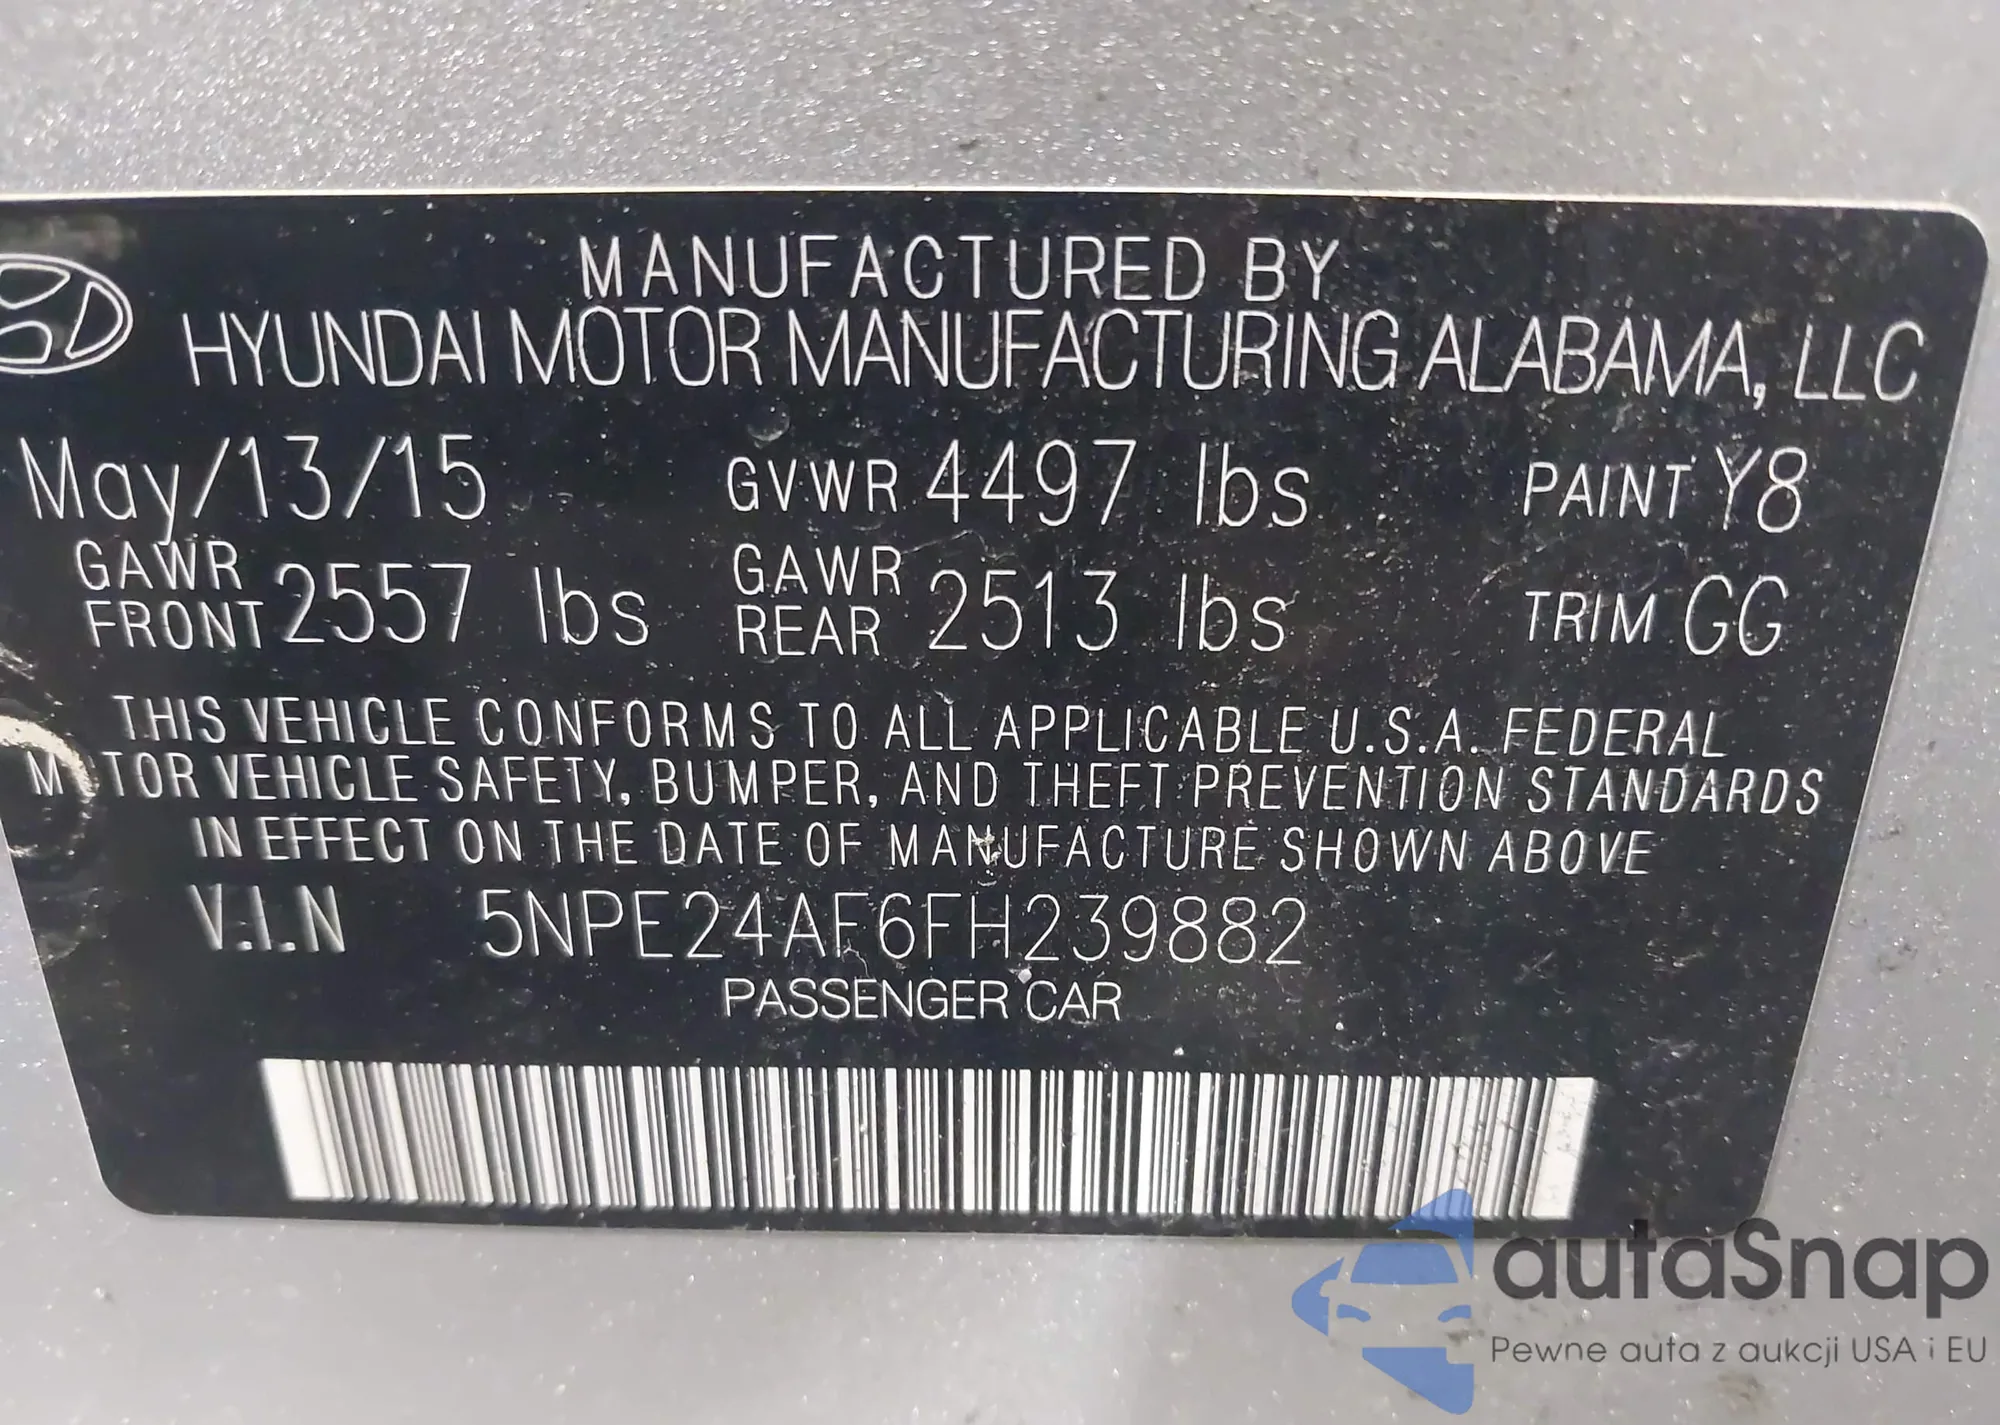 MANUFACTURED BY
HYUNDAI MOTOR MANUFACTURING ALABAMA, LLC
May/13/15 GVWR 4497 lbs PAINT Y8
GAWR FRONT 2557 lbs GAWR REAR 2513 lbs TRIM GG
THIS VEHICLE CONFORMS TO ALL APPLICABLE U.S.A. FEDERAL
M TOR VEHICLE SAFETY, BUMPER, AND THEFT PREVENTION STANDARDS
IN EFFECT ON THE DATE OF MANUFACTURE SHOWN ABOVE
V.I.N 5NPE24AF6FH239882
PASSENGER CAR
autaSnap
Pewne auta z aukcji USA i EU